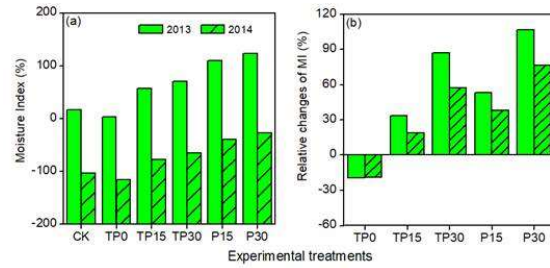 (a)
2013
2014
Moisture Index (%)
200
100
0
-100
-200
CK
TP0
TP15
TP30
P15
P30
(b)
Relative changes of MI (%)
120
90
60
30
0
-30
-60
TP0
TP15
TP30
P15
P30
Experimental treatments